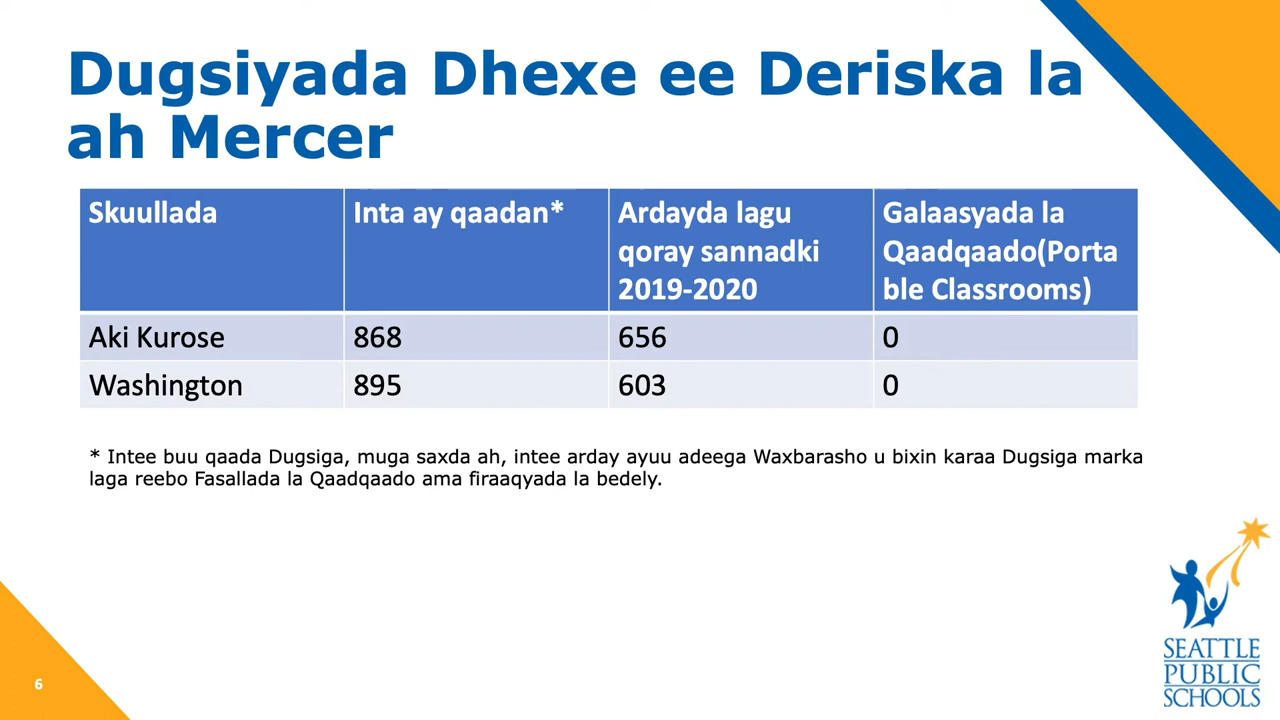 Dugsiyada Dhexe ee Deriska la
ah Mercer
Skuullada
Inta ay qaadan*
Ardayda lagu
qoray sannadki
2019-2020
Galaasyada la
Qaadqaado(Porta
ble Classrooms)
Aki Kurose
868
656
0
Washington
895
603
0
* Intee buu qaada Dugsiga, muga saxda ah, intee arday ayuu adeega Waxbarasho u bixin karaa Dugsiga marka
laga reebo Fasallada la Qaadqaado ama firaaqyada la bedely.
6
SEATTLE
PUBLIC
SCHOOLS